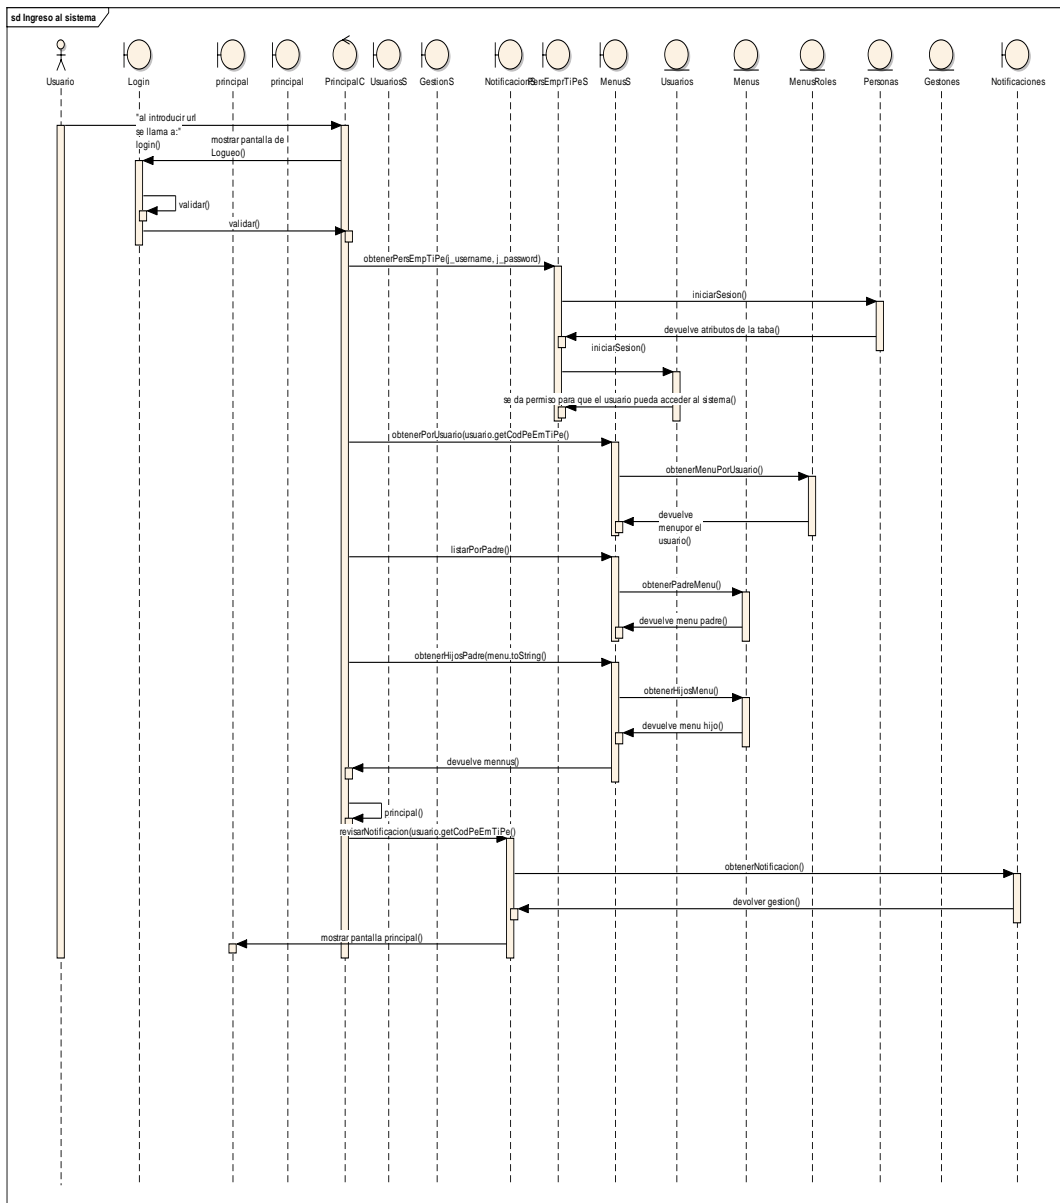 sd Ingreso al sistema
Usuario
Login
principal
principal
PrincipalC
UsuariosS
GestionS
NotificacionS
PersEmprTiPeS
MenusS
Usuarios
Menus
MenusRoles
Personas
Gestones
Notificaciones
"al introducir url
se llama a:"
login()
mostrar pantalla de
Logueo()
validar()
validar()
obtenerPersEmpTiPe(j_username, j_password)
iniciarSesion()
devuelve atributos de la taba()
iniciarSesion()
se da permiso para que el usuario pueda acceder al sistema()
obtenerPorUsuario(usuario.getCodPeEmTiPe()
obtenerMenuPorUsuario()
devuelve
menupor el
usuario()
listarPorPadre()
obtenerPadreMenu()
devuelve menu padre()
obtenerHijosPadre(menu.toString()
obtenerHijosMenu()
devuelve menu hijo()
devuelve mennus()
principal()
revisarNotificacion(usuario.getCodPeEmTiPe()
obtenerNotificacion()
devolver gestion()
mostrar pantalla principal()